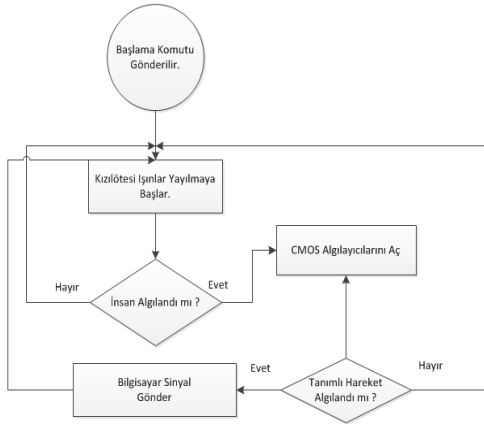 Başlama Komutu
Gönderilir.
Kızılötesi Işınlar Yayılmaya
Başlar.
CMOS Algılayıcılarını Aç
Hayır
İnsan Algılandı mı ?
Evet
Bilgisayar Sinyal
Gönder
Evet
Tanımlı Hareket
Algılandı mı ?
Hayır